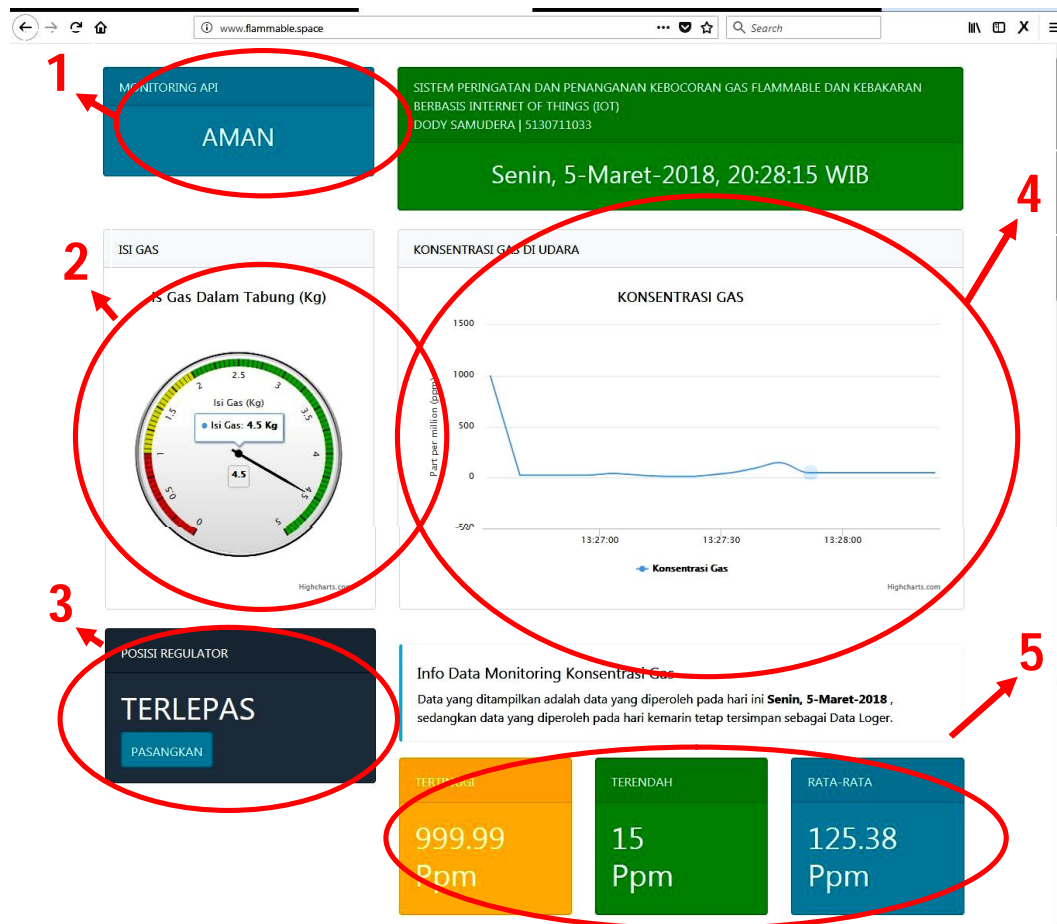 www.flammable.space
Search
1
MONITORING API
AMAN
SISTEM PERINGATAN DAN PENANGANAN KEBOCORAN GAS FLAMMABLE DAN KEBAKARAN
BERBASIS INTERNET OF THINGS (IOT)
DODY SAMUDERA | 5130711033
Senin, 5-Maret-2018, 20:28:15 WIB
4
2
ISI GAS
Is Gas Dalam Tabung (Kg)
0
0.5
1
1.5
2
2.5
3
3.5
4
4.5
5
Isi Gas (Kg)
Isi Gas: 4.5 Kg
4.5
Highcharts.com
KONSENTRASI GAS DI UDARA
KONSENTRASI GAS
Part per million (ppm)
1500
1000
500
0
-500
13:27:00
13:27:30
13:28:00
Konsentrasi Gas
Highcharts.com
3
POSISI REGULATOR
TERLEPAS
PASANGKAN
5
Info Data Monitoring Konsentrasi Gas
Data yang ditampilkan adalah data yang diperoleh pada hari ini Senin, 5-Maret-2018 ,
sedangkan data yang diperoleh pada hari kemarin tetap tersimpan sebagai Data Loger.
TERTINGGI
999.99
Ppm
TERENDAH
15
Ppm
RATA-RATA
125.38
Ppm